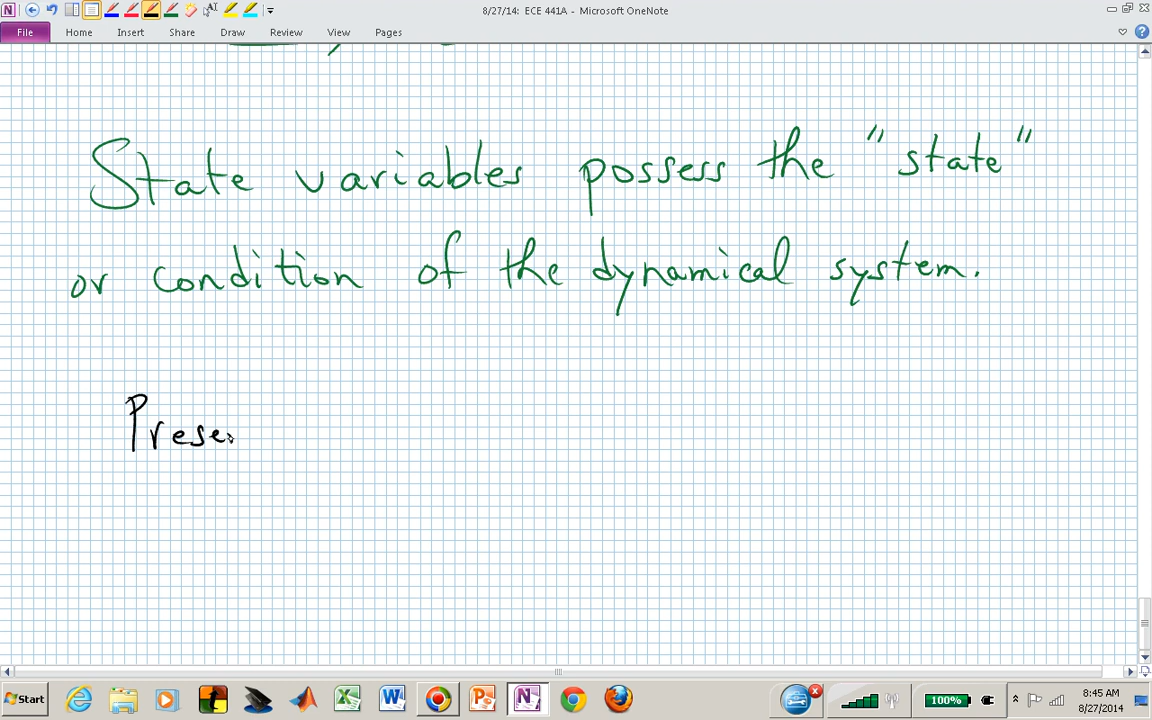 8/27/14: ECE 441A - Microsoft OneNote
File Home Insert Share Draw Review View Pages
State variables possess the "state"
or condition of the dynamical system.
Prese
Start 100% 8:45 AM
8/27/2014